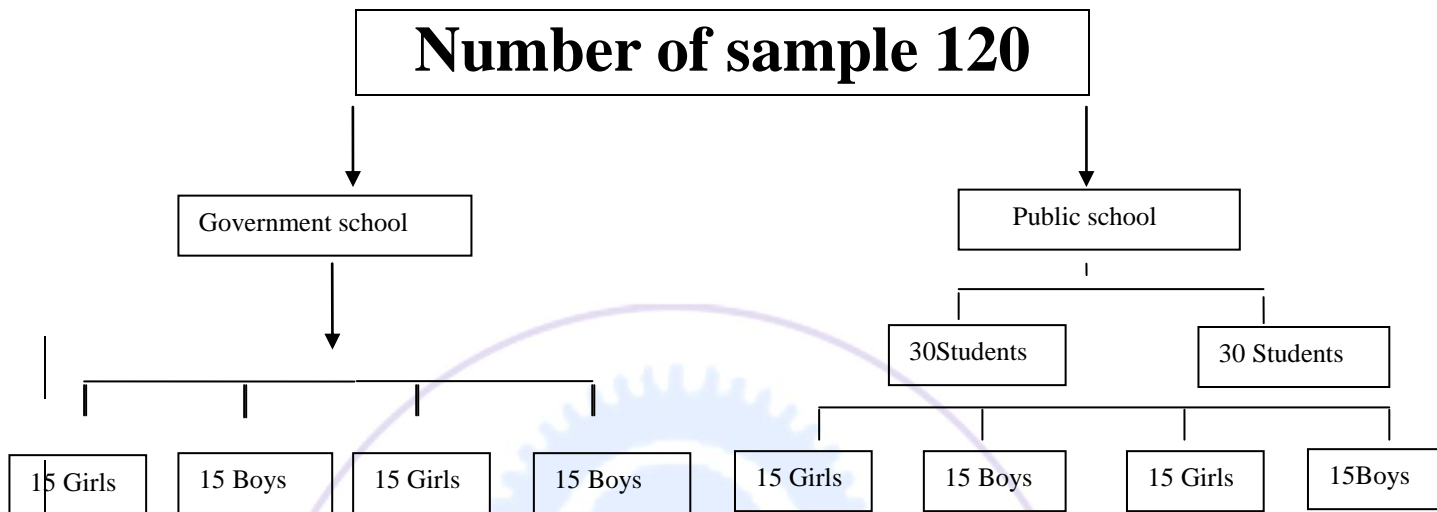 Number of sample 120
Government school
Public school
30Students
30 Students
15 Girls
15 Boys
15 Girls
15 Boys
15 Girls
15 Boys
15 Girls
15Boys